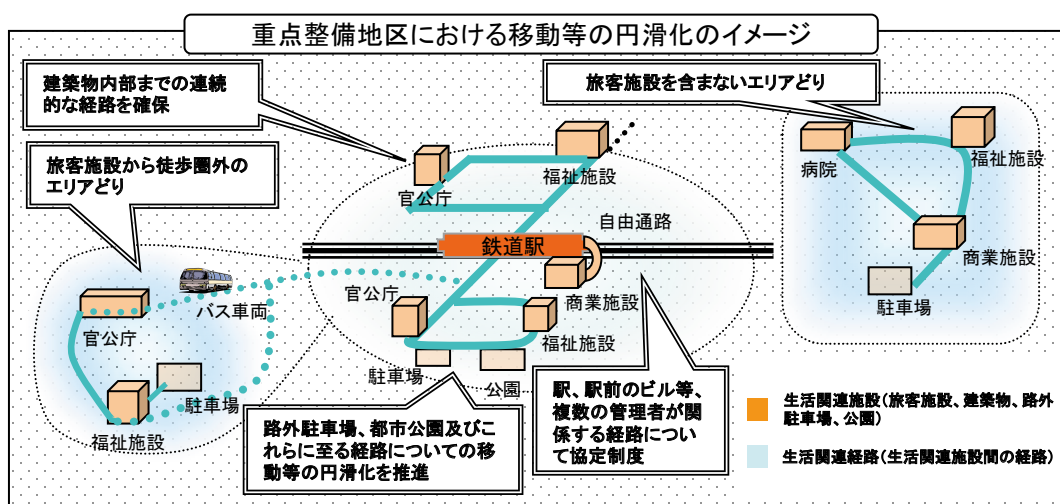 重点整備地区における移動等の円滑化のイメージ
建築物内部までの連続
的な経路を確保
旅客施設を含まないエリアどり
旅客施設から徒歩圏外の
エリアどり
官公庁
福祉施設
病院
福祉施設
自由通路
鉄道駅
商業施設
バス車両
官公庁
商業施設
駐車場
官公庁
福祉施設
駐車場
公園
駐車場
福祉施設
路外駐車場、都市公園及びこ
れらに至る経路についての移
動等の円滑化を推進
駅、駅前のビル等、
複数の管理者が関
係する経路につい
て協定制度
生活関連施設(旅客施設、建築物、路外
駐車場、公園)
生活関連経路(生活関連施設間の経路)